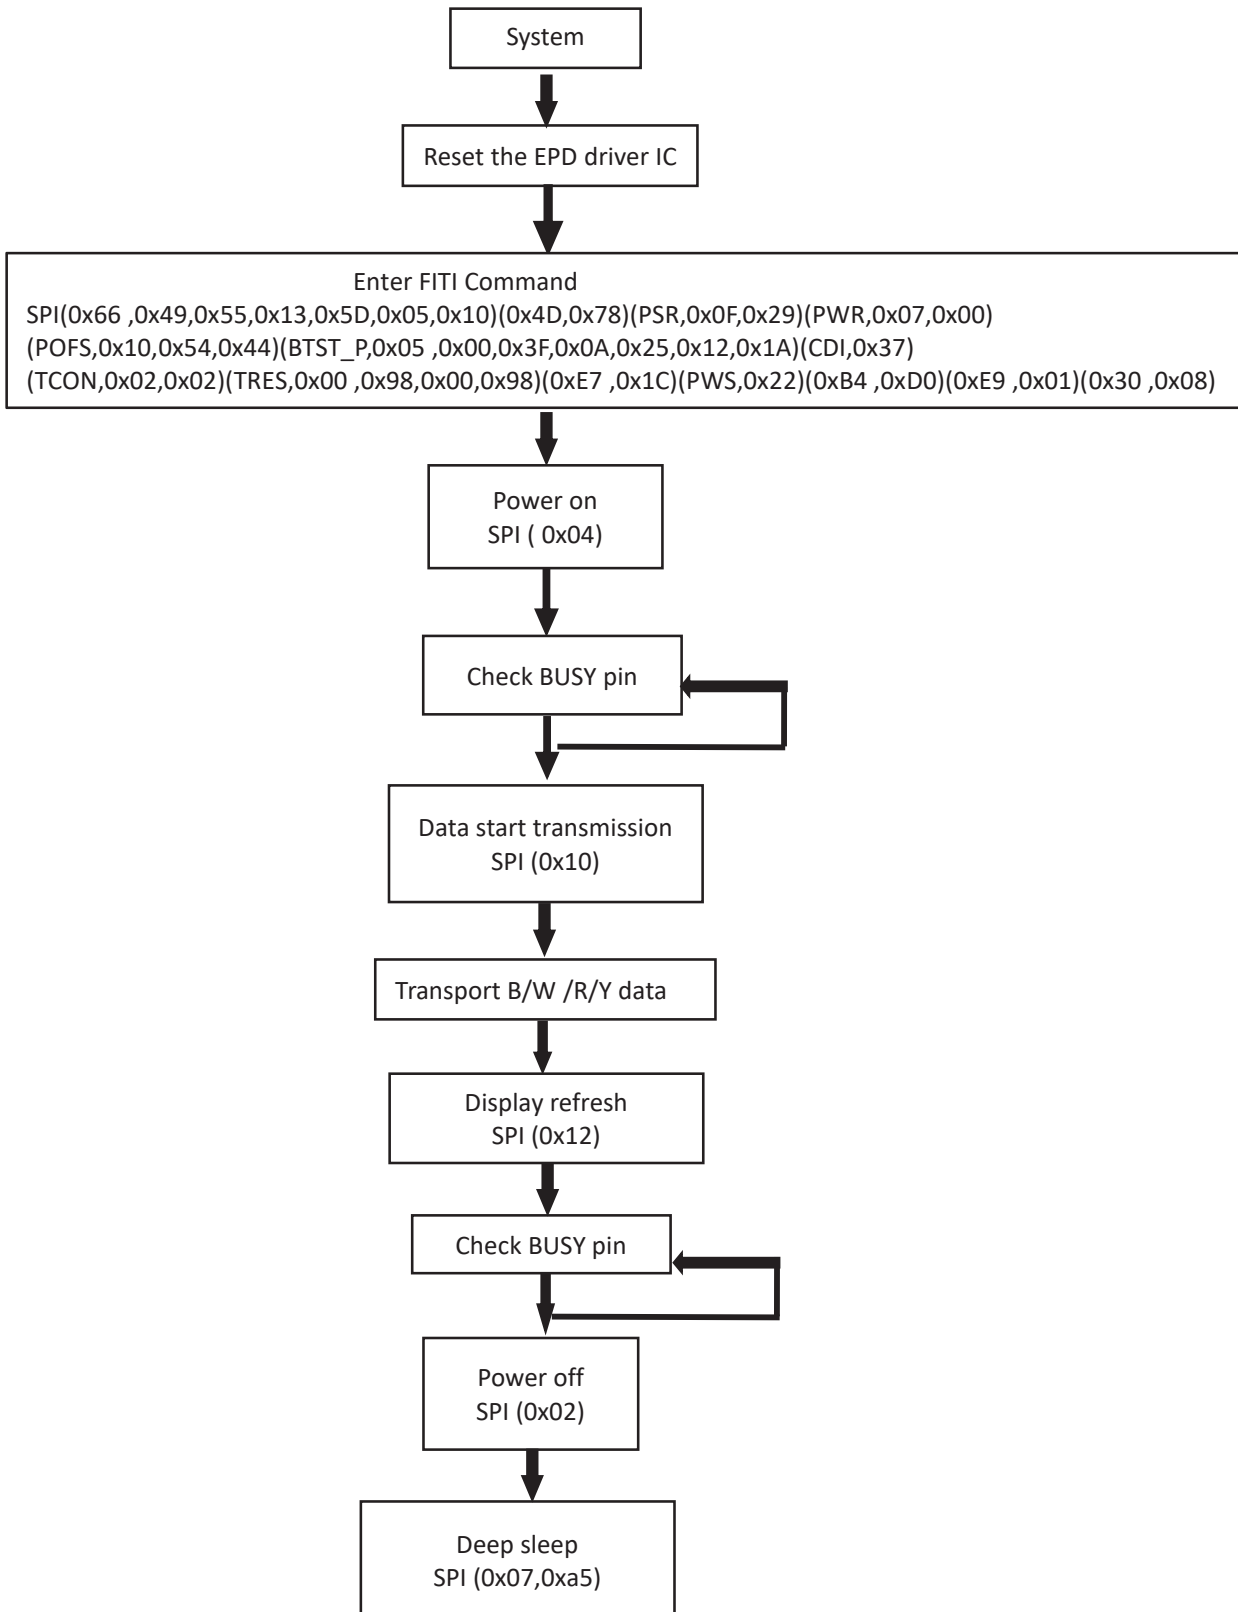 System
Reset the EPD driver IC
Enter FITI Command
SPI(0x66 ,0x49,0x55,0x13,0x5D,0x05,0x10)(0x4D,0x78)(PSR,0x0F,0x29)(PWR,0x07,0x00)
(POFS,0x10,0x54,0x44)(BTST_P,0x05 ,0x00,0x3F,0x0A,0x25,0x12,0x1A)(CDI,0x37)
(TCON,0x02,0x02)(TRES,0x00 ,0x98,0x00,0x98)(0xE7 ,0x1C)(PWS,0x22)(0xB4 ,0xD0)(0xE9 ,0x01)(0x30 ,0x08)
Power on
SPI ( 0x04)
Check BUSY pin
Data start transmission
SPI (0x10)
Transport B/W /R/Y data
Display refresh
SPI (0x12)
Check BUSY pin
Power off
SPI (0x02)
Deep sleep
SPI (0x07,0xa5)